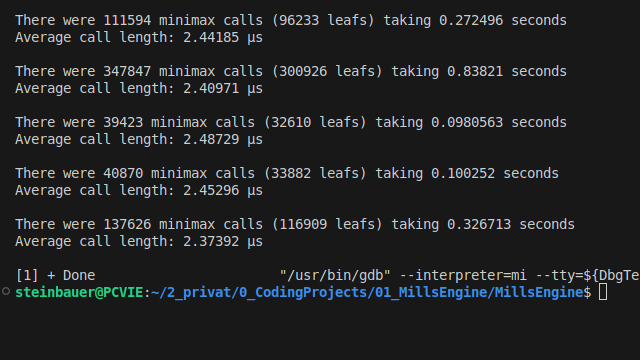 There were 111594 minimax calls (96233 leafs) taking 0.272496 seconds
Average call length: 2.44185 µs
There were 347847 minimax calls (300926 leafs) taking 0.83821 seconds
Average call length: 2.40971 µs
There were 39423 minimax calls (32610 leafs) taking 0.0980563 seconds
Average call length: 2.48729 µs
There were 40870 minimax calls (33882 leafs) taking 0.100252 seconds
Average call length: 2.45296 µs
There were 137626 minimax calls (116909 leafs) taking 0.326713 seconds
Average call length: 2.37392 µs
[1] + Done                       "/usr/bin/gdb" --interpreter=mi --tty=${DbgTe
steinbauer@PCVIE:~/2_privat/0_CodingProjects/01_MillsEngine/MillsEngine$